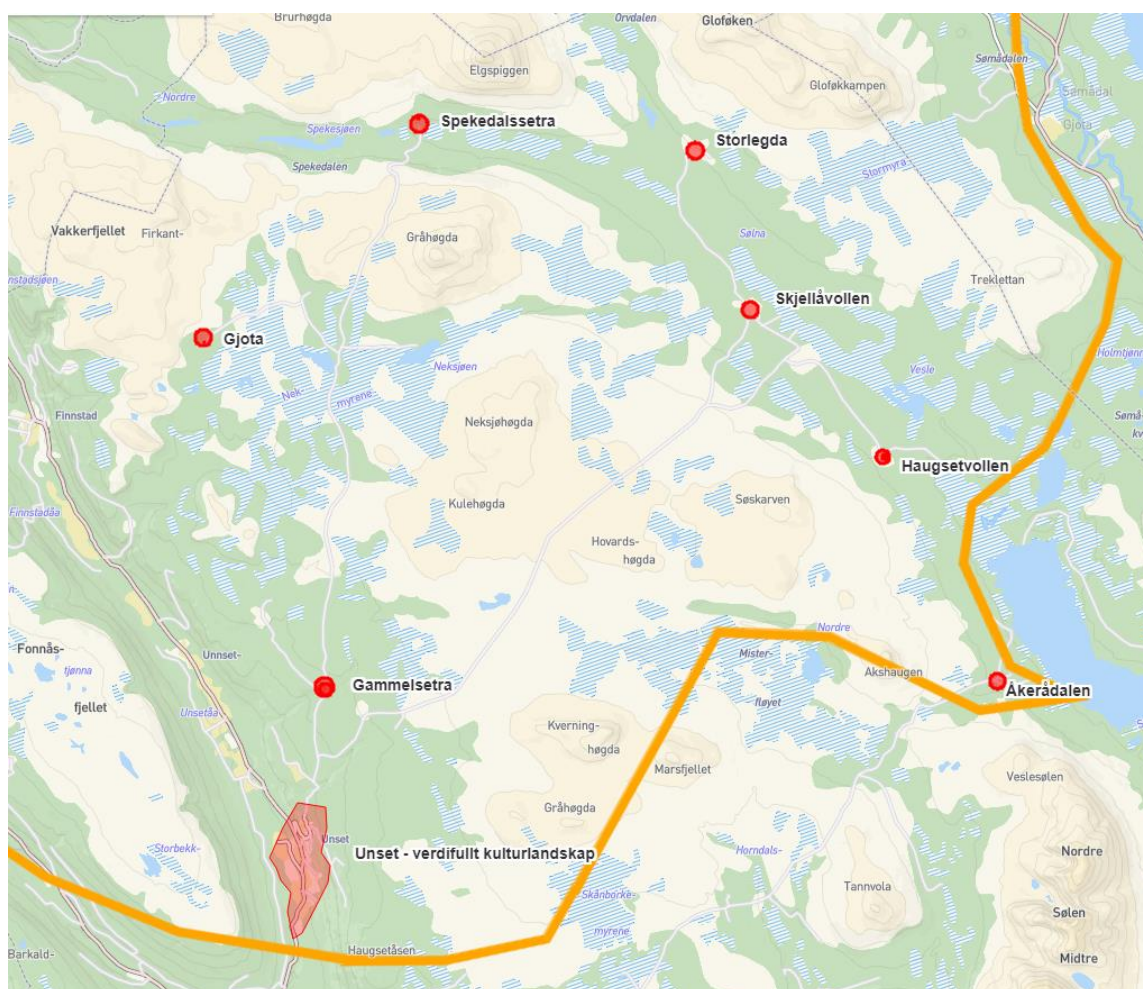 Brurhøgda
Orvdalen
Gloføken
Elgspiggen
Sømådalen
Nordre
Gloføkkampen
Sømådal
Spekedalssetra
Gjota
Spekesjøen
Storlegda
Spekedalen
Stormyra
Vakkerfjellet
Firkant-
Gråhøgda
Sølna
Treklettan
Skjellåvollen
Gjota
Holmtjønn
Neksjøen
Vesle
Nek-
myrene
Finnstad
Neksjøhøgda
Haugsetvollen
Kulehøgda
Søskarven
Finnstadåa
Hovards-
høgda
Nordre
Fonnås-
Unnset-
Mister-
tjønna
Akshaugen
fjellet
Gammelsetra
Åkerådalen
Unsetåa
fløyet
Kverning-
høgda
Marsfjellet
Veslesølen
Gråhøgda
Unset
Storbekk-
Unset - verdifullt kulturlandskap
Horndals-
Nordre
Tannvola
Skånborke-
myrene
Sølen
Barkald-
Haugsetåsen
Midtre